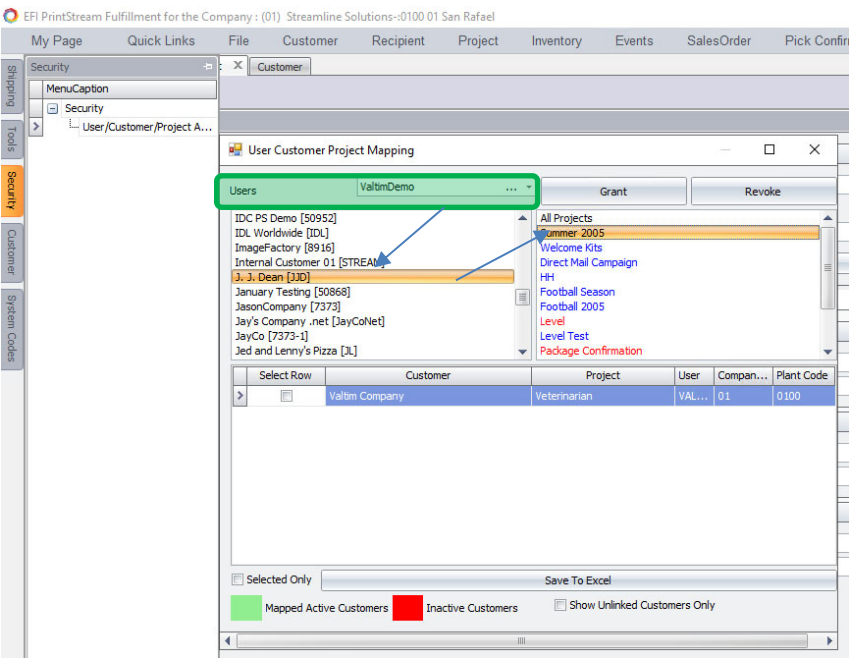 EFI PrintStream Fulfillment for the Company : (01) Streamline Solutions-:0100 01 San Rafael
My Page Quick Links File Customer Recipient Project Inventory Events SalesOrder Pick Confir
Security
: X Customer
Shipping
Tools
Security
Customer
System Codes
MenuCaption
Security
User/Customer/Project A...
User Customer Project Mapping
Users ValtimDemo ... Grant Revoke
IDC PS Demo [50952]
IDL Worldwide [IDL]
ImageFactory [8916]
Internal Customer 01 [STREAM]
J. J. Dean [JJD]
January Testing [50868]
JasonCompany [7373]
Jay's Company .net [JayCoNet]
JayCo [7373-1]
Jed and Lenny's Pizza [JL]
All Projects
Summer 2005
Welcome Kits
Direct Mail Campaign
HH
Football Season
Football 2005
Level
Level Test
Package Confirmation
Select Row Customer Project User Compan... Plant Code
Valtim Company Veterinarian VAL... 01 0100
Selected Only Save To Excel
Mapped Active Customers Inactive Customers Show Unlinked Customers Only